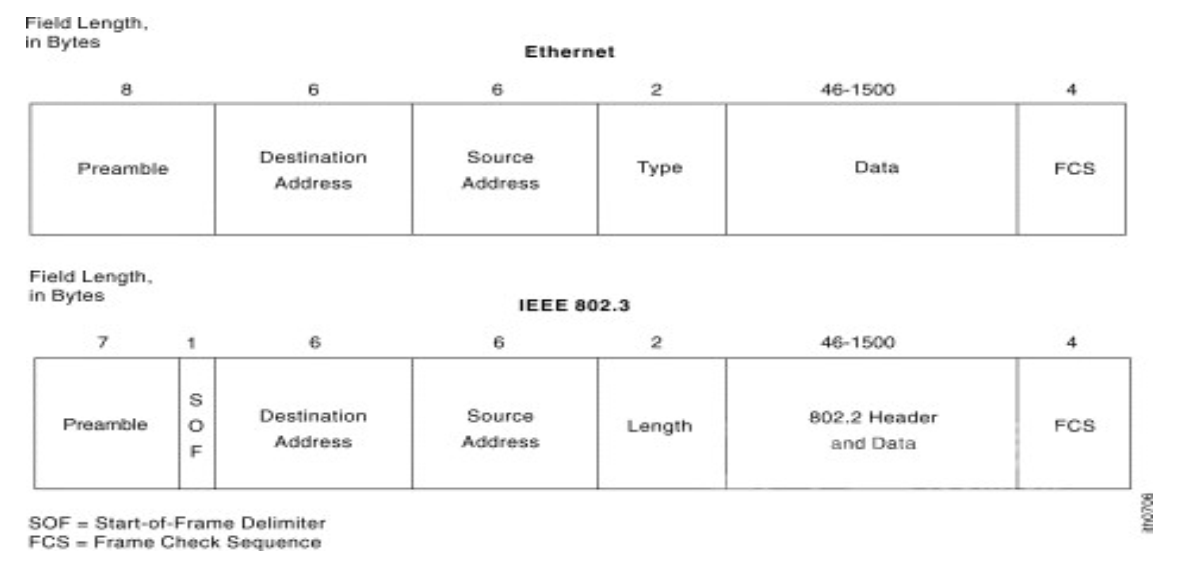 Field Length,
in Bytes
Ethernet
8 6 6 2 46-1500 4
Preamble Destination Address Source Address Type Data FCS
Field Length,
in Bytes
IEEE 802.3
7 1 6 6 2 46-1500 4
Preamble SOF Destination Address Source Address Length 802.2 Header and Data FCS
SOF = Start-of-Frame Delimiter
FCS = Frame Check Sequence
ith0706